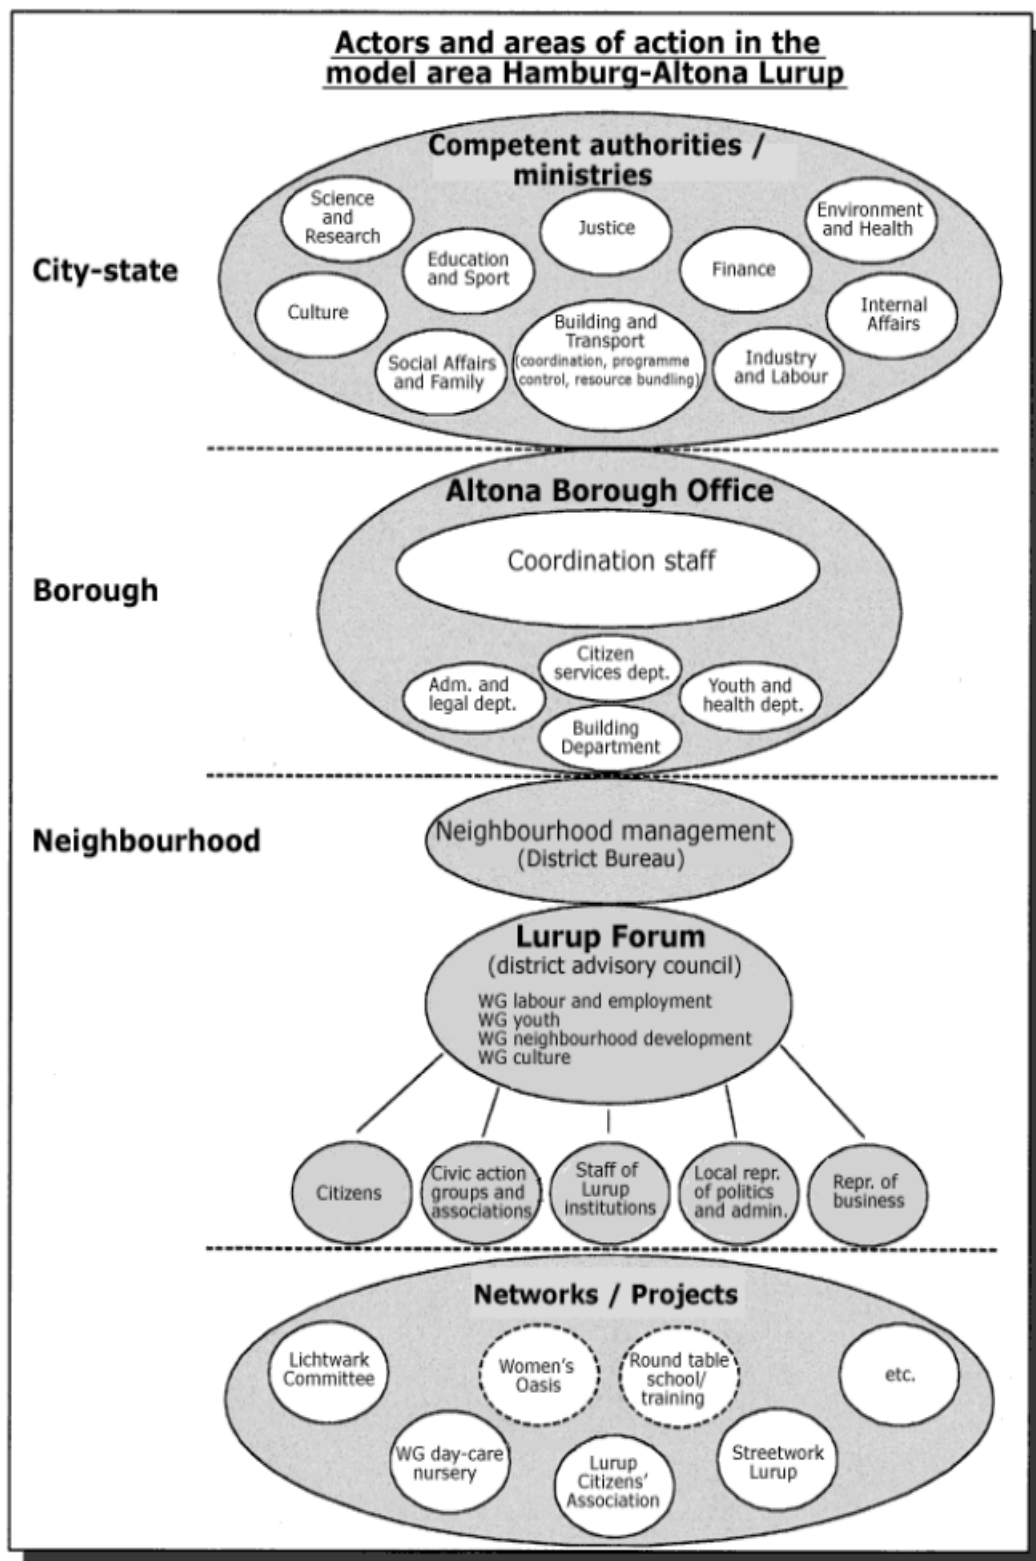 Actors and areas of action in the
model area Hamburg-Altona Lurup
Competent authorities /
ministries
Science
and
Research
Justice
Environment
and Health
Education
and Sport
Finance
City-state
Culture
Internal
Affairs
Building and
Transport
(coordination, programme
control, resource bundling)
Social Affairs
and Family
Industry
and Labour
Altona Borough Office
Coordination staff
Borough
Citizen
services dept.
Adm. and
legal dept.
Youth and
health dept.
Building
Department
Neighbourhood
Neighbourhood management
(District Bureau)
Lurup Forum
(district advisory council)
WG labour and employment
WG youth
WG neighbourhood development
WG culture
Citizens
Civic action
groups and
associations
Staff of
Lurup
institutions
Local repr.
of politics
and admin.
Repr. of
business
Networks / Projects
Lichtwark
Committee
Women's
Oasis
Round table
school/
training
etc.
WG day-care
nursery
Lurup
Citizens'
Association
Streetwork
Lurup